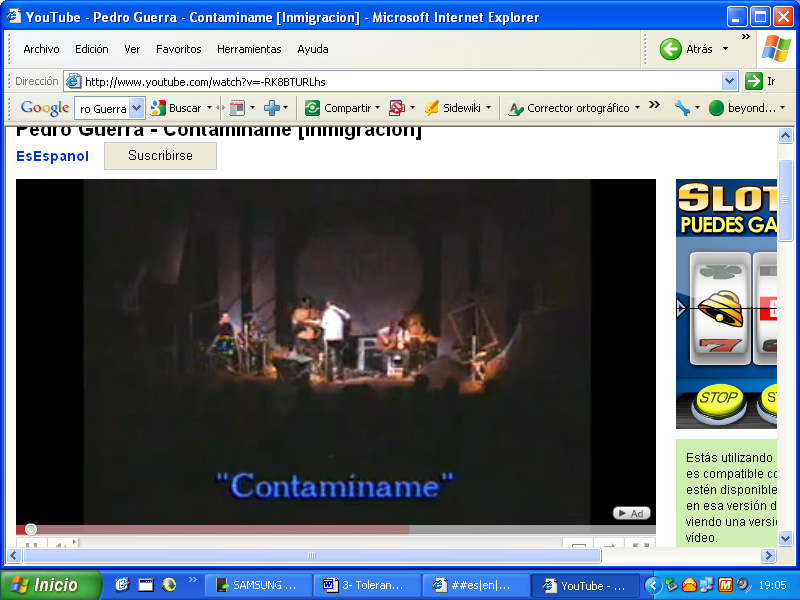 YouTube - Pedro Guerra - Contaminame [Inmigracion] - Microsoft Internet Explorer
Archivo Edición Ver Favoritos Herramientas Ayuda
Atrás
Dirección http://www.youtube.com/watch?v=-RK8BTURLhs Ir
Google ro Guerra Buscar Compartir Sidewiki Corrector ortográfico beyond...
Pedro Guerra - Contaminame [Inmigracion]
EsEspanol Suscribirse
SLOT
PUEDES GA
7
STOP
ST
"Contamíname"
Ad
Estás utilizando
es compatible co
estén disponible
en esa versión d
viendo una versi
vídeo.
Inicio SAMSUNG ... 3- Toleran... ##es|en|... YouTube - ... 19:05